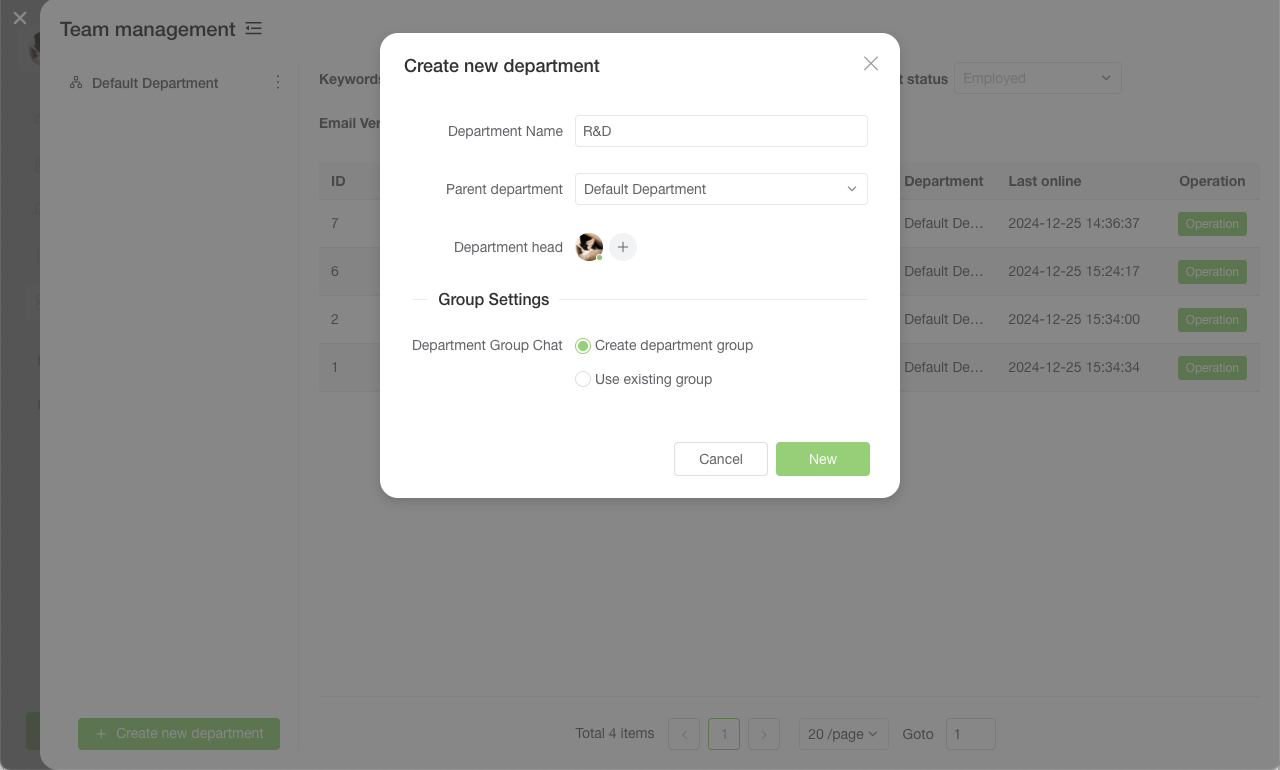 Team management
Default Department
Keywords
t status
Employed
Email Ver
ID
Department
Last online
Operation
7
Default De...
2024-12-25 14:36:37
Operation
6
Default De...
2024-12-25 15:24:17
Operation
2
Default De...
2024-12-25 15:34:00
Operation
1
Default De...
2024-12-25 15:34:34
Operation
Create new department
Department Name
R&D
Parent department
Default Department
Department head
Group Settings
Department Group Chat
Create department group
Use existing group
Cancel
New
+ Create new department
Total 4 items
1
20 /page
Goto
1